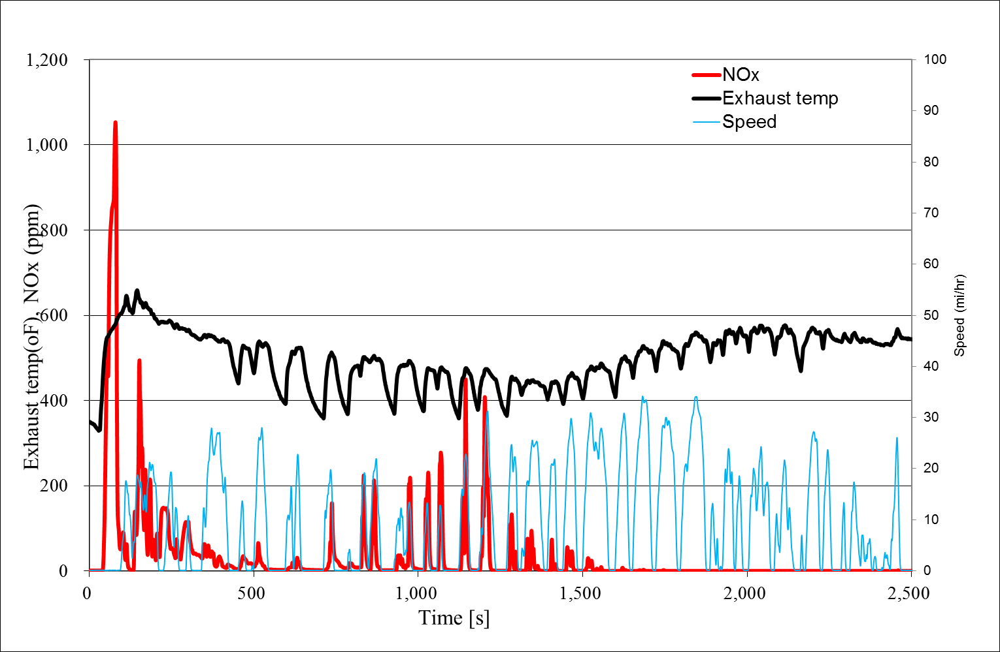 1,200
1,000
800
600
400
200
0
Exhaust temp(oF), NOx (ppm)
NOx
Exhaust temp
Speed
100
90
80
70
60
50
40
30
20
10
0
Speed (mi/hr)
0 500 1,000 1,500 2,000 2,500
Time [s]